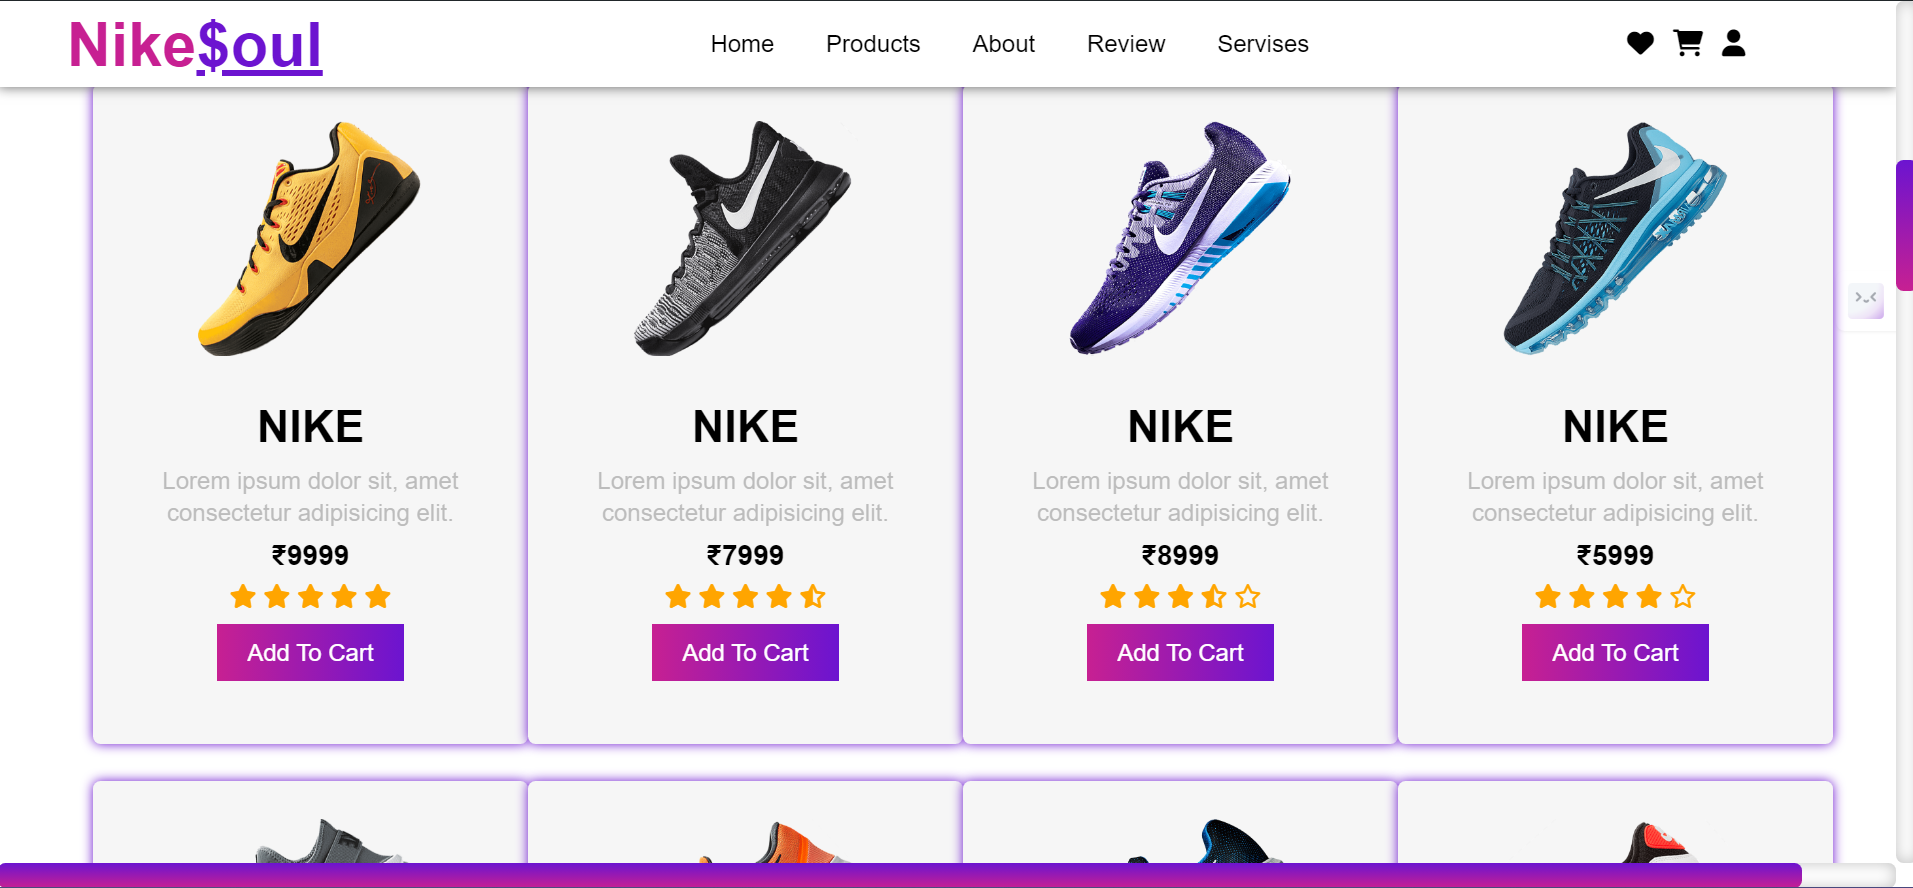 Nike$oul
Home Products About Review Servises
NIKE NIKE NIKE NIKE
Lorem ipsum dolor sit, amet Lorem ipsum dolor sit, amet Lorem ipsum dolor sit, amet Lorem ipsum dolor sit, amet
consectetur adipisicing elit. consectetur adipisicing elit. consectetur adipisicing elit. consectetur adipisicing elit.
₹9999 ₹7999 ₹8999 ₹5999
Add To Cart Add To Cart Add To Cart Add To Cart